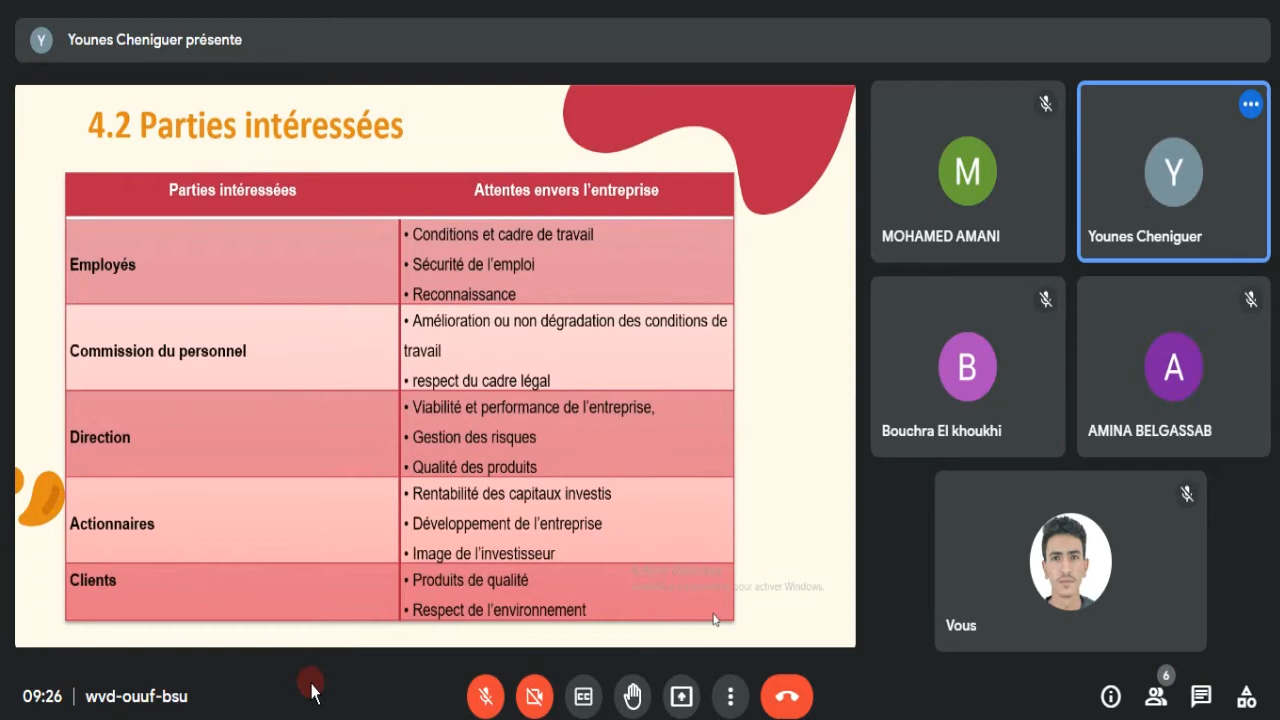 Y
Younes Cheniguer présente
4.2 Parties intéressées
Parties intéressées
Attentes envers l’entreprise
Employés
• Conditions et cadre de travail
• Sécurité de l’emploi
• Reconnaissance
Commission du personnel
• Amélioration ou non dégradation des conditions de
travail
• respect du cadre légal
Direction
• Viabilité et performance de l’entreprise,
• Gestion des risques
• Qualité des produits
Actionnaires
• Rentabilité des capitaux investis
• Développement de l’entreprise
• Image de l’investisseur
Clients
• Produits de qualité
• Respect de l’environnement
pour activer Windows.
M
MOHAMED AMANI
Y
Younes Cheniguer
B
Bouchra El khoukhi
A
AMINA BELGASSAB
Vous
09:26 | wvd-ouuf-bsu
6